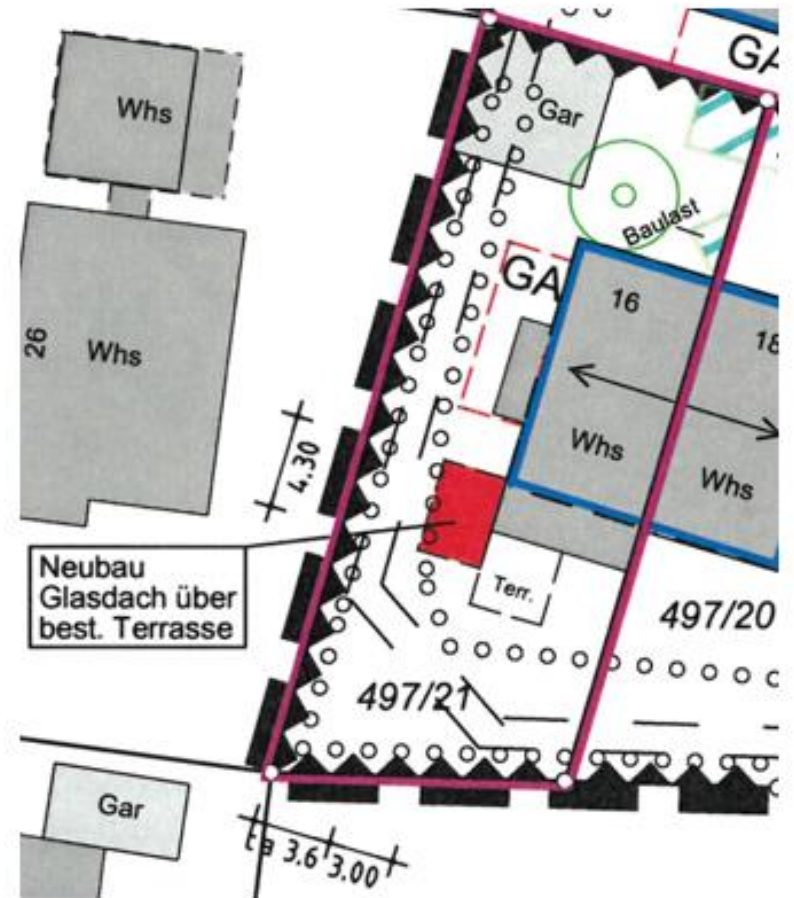 GA
Whs
Gar
Baulast
GA
16
18
26
Whs
4.30
Whs
Whs
Neubau
Glasdach über
best. Terrasse
Terr.
497/20
497/21
Gar
ca 3.6
3.00